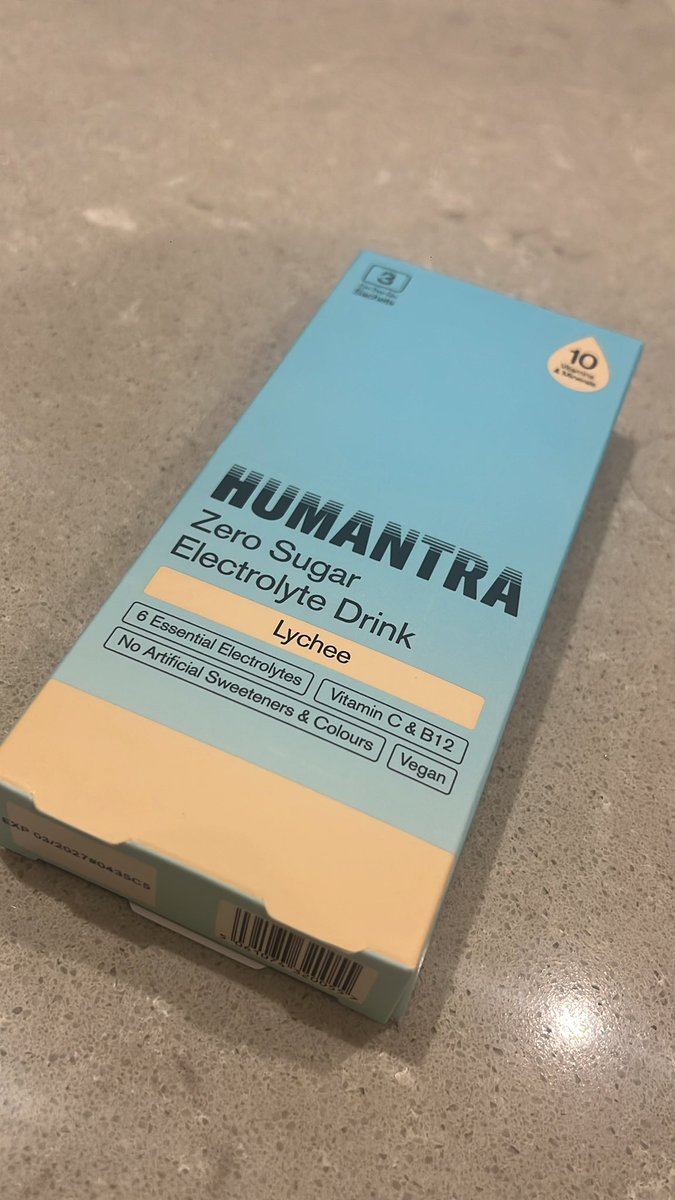 3
Sachets
10
Vitamins
& Minerals
HUMANTRA
Zero Sugar
Electrolyte Drink
Lychee
6 Essential Electrolytes
Vitamin C & B12
No Artificial Sweeteners & Colours
Vegan
EXP 03/2027#0435C5